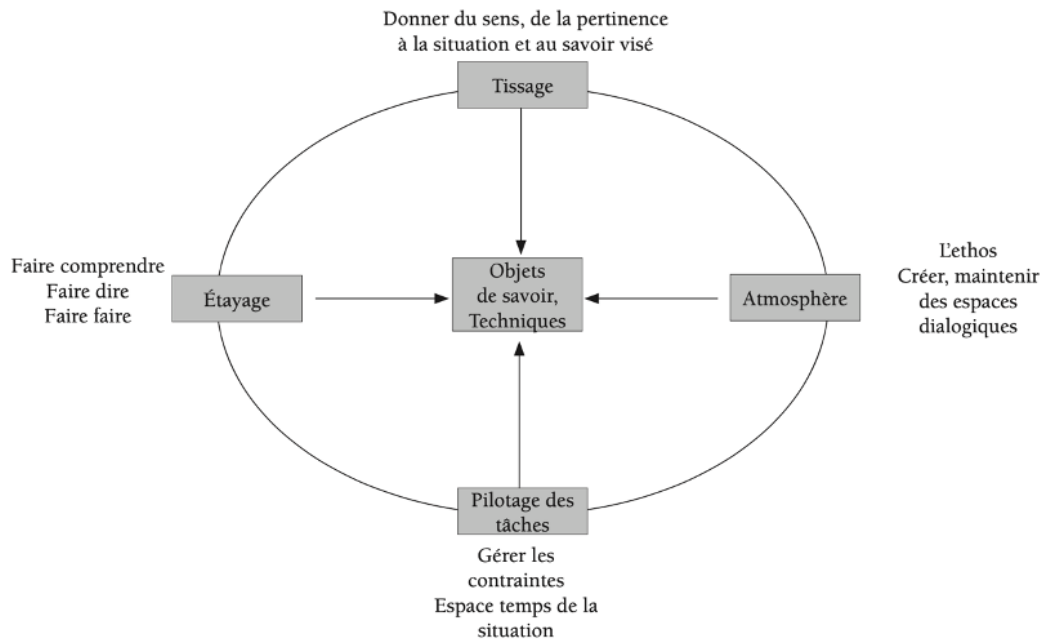 Donner du sens, de la pertinence
à la situation et au savoir visé
Tissage
Faire comprendre
Faire dire
Faire faire
Étayage
Objets
de savoir,
Techniques
Atmosphère
L'ethos
Créer, maintenir
des espaces
dialogiques
Pilotage des
tâches
Gérer les
contraintes
Espace temps de la
situation